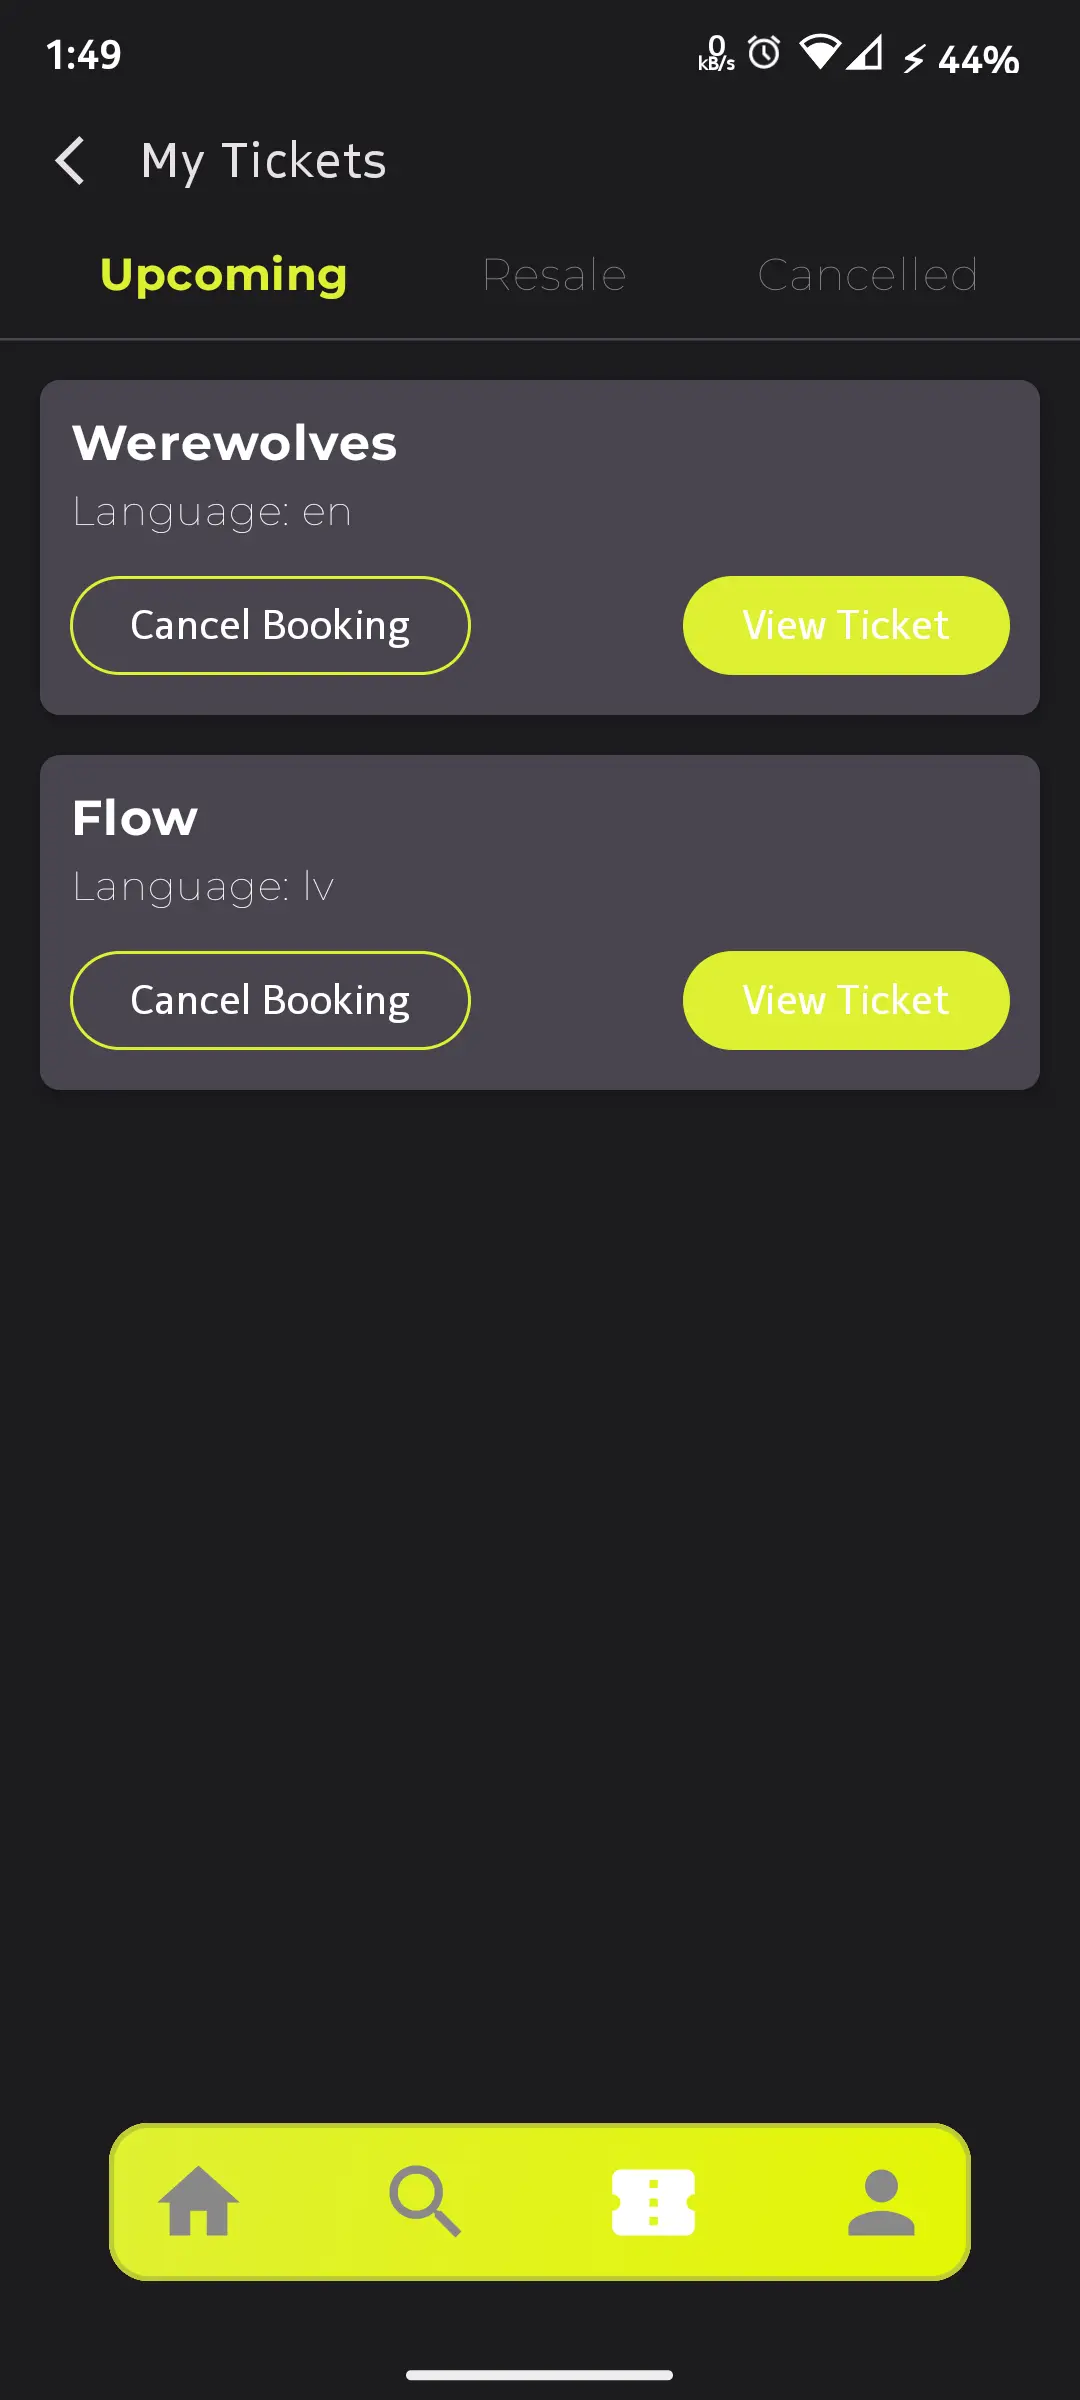 1:49
0 kB/s
44%
My Tickets
Upcoming Resale Cancelled
Werewolves
Language: en
Cancel Booking View Ticket
Flow
Language: lv
Cancel Booking View Ticket